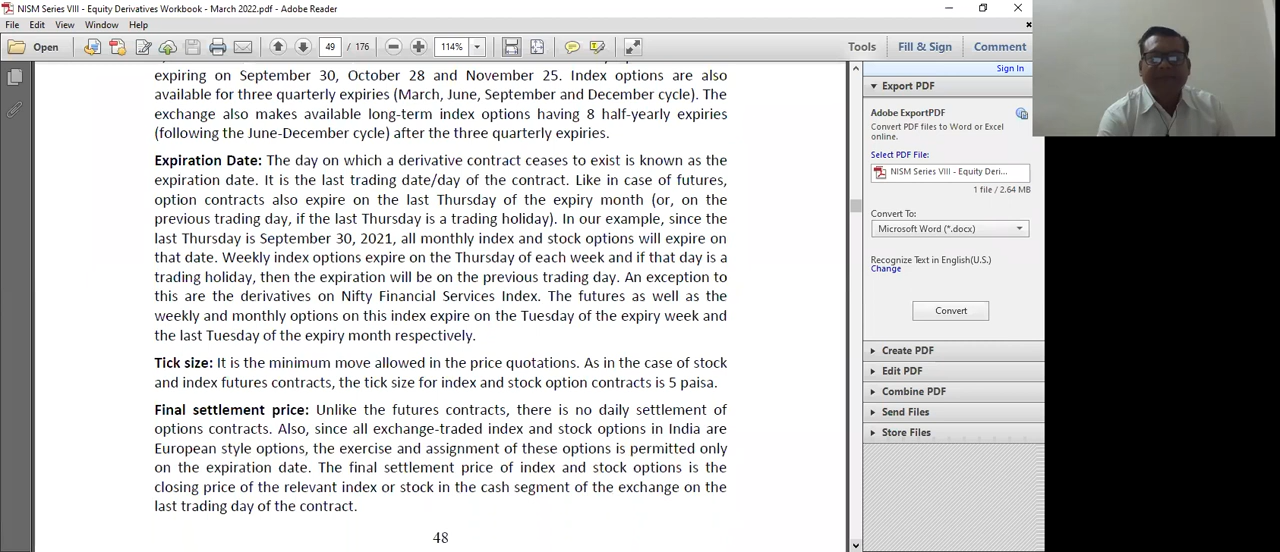 NISM Series VIII - Equity Derivatives Workbook - March 2022.pdf - Adobe Reader
File Edit View Window Help
Open 49 / 176 114% Tools Fill & Sign Comment
Sign In
expiring on September 30, October 28 and November 25. Index options are also
available for three quarterly expiries (March, June, September and December cycle). The
exchange also makes available long-term index options having 8 half-yearly expiries
(following the June-December cycle) after the three quarterly expiries.
Expiration Date: The day on which a derivative contract ceases to exist is known as the
expiration date. It is the last trading date/day of the contract. Like in case of futures,
option contracts also expire on the last Thursday of the expiry month (or, on the
previous trading day, if the last Thursday is a trading holiday). In our example, since the
last Thursday is September 30, 2021, all monthly index and stock options will expire on
that date. Weekly index options expire on the Thursday of each week and if that day is a
trading holiday, then the expiration will be on the previous trading day. An exception to
this are the derivatives on Nifty Financial Services Index. The futures as well as the
weekly and monthly options on this index expire on the Tuesday of the expiry week and
the last Tuesday of the expiry month respectively.
Tick size: It is the minimum move allowed in the price quotations. As in the case of stock
and index futures contracts, the tick size for index and stock option contracts is 5 paisa.
Final settlement price: Unlike the futures contracts, there is no daily settlement of
options contracts. Also, since all exchange-traded index and stock options in India are
European style options, the exercise and assignment of these options is permitted only
on the expiration date. The final settlement price of index and stock options is the
closing price of the relevant index or stock in the cash segment of the exchange on the
last trading day of the contract.
48
Export PDF
Adobe ExportPDF
Convert PDF files to Word or Excel
online.
Select PDF File:
NISM Series VIII - Equity Deri...
1 file / 2.64 MB
Convert To:
Microsoft Word (*.docx)
Recognize Text in English(U.S.)
Change
Convert
Create PDF
Edit PDF
Combine PDF
Send Files
Store Files